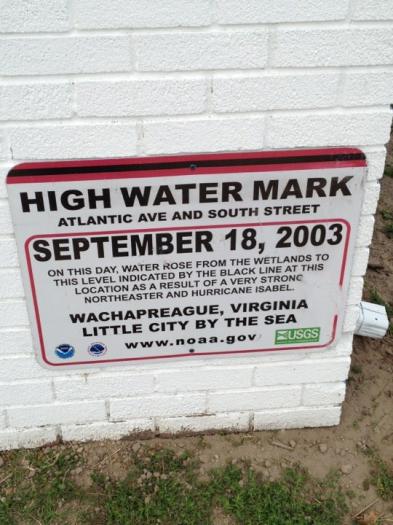 HIGH WATER MARK
ATLANTIC AVE AND SOUTH STREET
SEPTEMBER 18, 2003
ON THIS DAY, WATER ROSE FROM THE WETLANDS TO
THIS LEVEL INDICATED BY THE BLACK LINE AT THIS
LOCATION AS A RESULT OF A VERY STRONG
NORTHEASTER AND HURRICANE ISABEL.
WACHAPREAGUE, VIRGINIA
LITTLE CITY BY THE SEA
www.noaa.gov
USGS